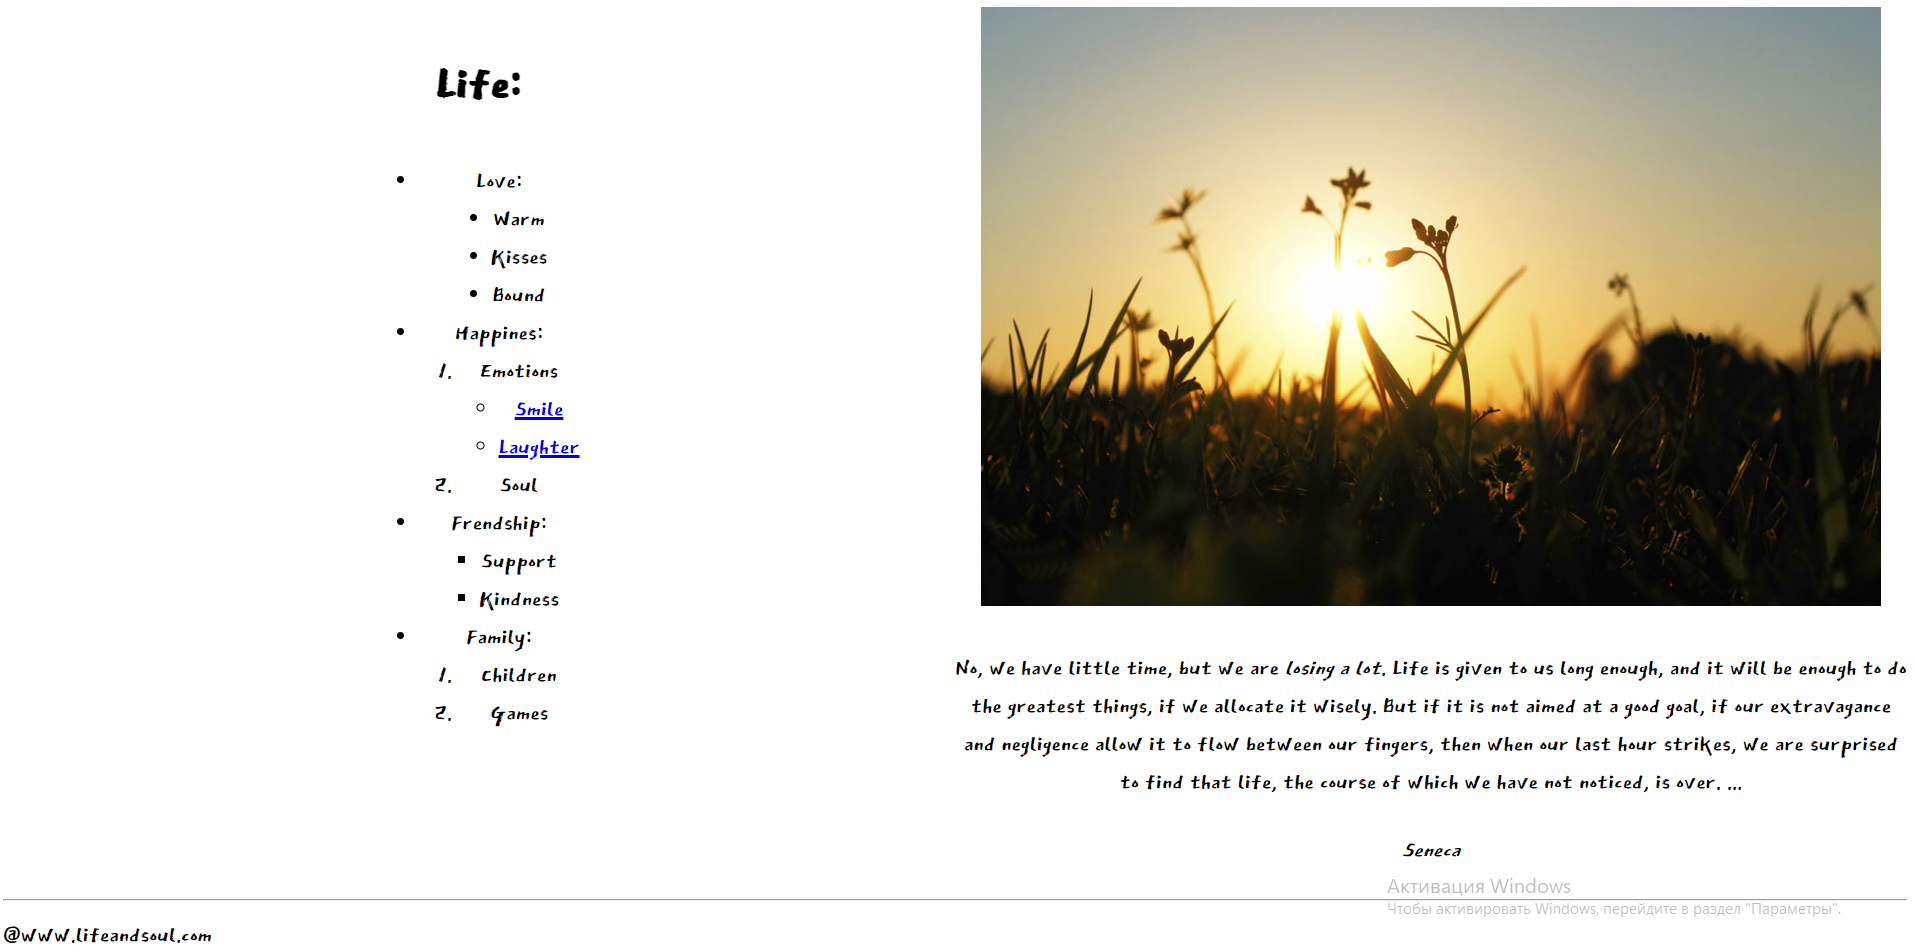 Life:
• Love:
• Warm
• Kisses
• Bound
• Happines:
1. Emotions
○ Smile
○ Laughter
2. Soul
• Frendship:
▪ Support
▪ Kindness
• Family:
1. Children
2. Games
No, we have little time, but we are losing a lot. Life is given to us long enough, and it will be enough to do
the greatest things, if we allocate it wisely. But if it is not aimed at a good goal, if our extravagance
and negligence allow it to flow between our fingers, then when our last hour strikes, we are surprised
to find that life, the course of which we have not noticed, is over. ...
Seneca
Активация Windows
Чтобы активировать Windows, перейдите в раздел "Параметры".
@www.lifeandsoul.com